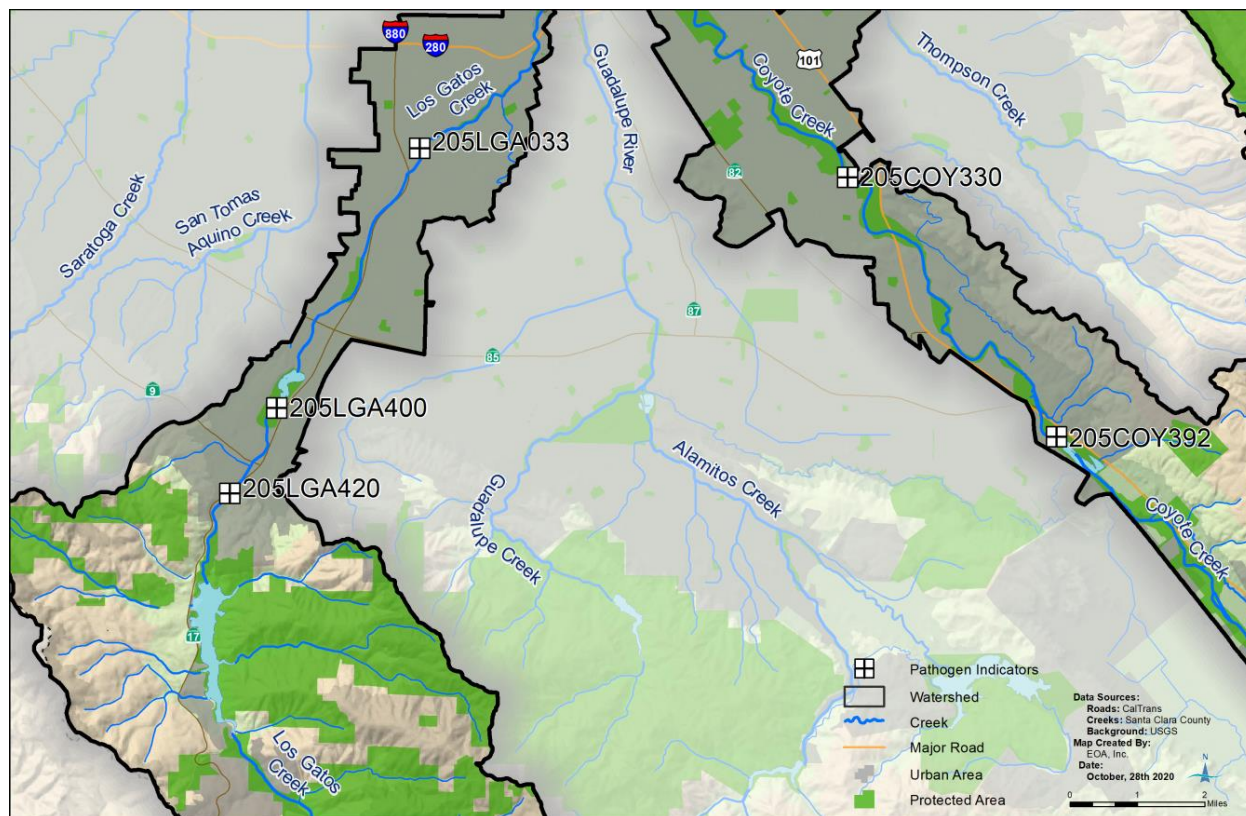 880
280
Los Gatos
Creek
205LGA033
Guadalupe River
Coyote Creek
101
Thompson Creek
82
205COY330
Saratoga Creek
San Tomas
Aquino Creek
87
85
9
205LGA400
205COY392
205LGA420
Alamitos Creek
Guadalupe Creek
Coyote Creek
17
Los Gatos
Creek
Pathogen Indicators
Watershed
Creek
Major Road
Urban Area
Protected Area
Data Sources:
Roads: CalTrans
Creeks: Santa Clara County
Background: USGS
Map Created By:
EOA, Inc.
Date:
October, 28th 2020
N
0 1 2
Miles